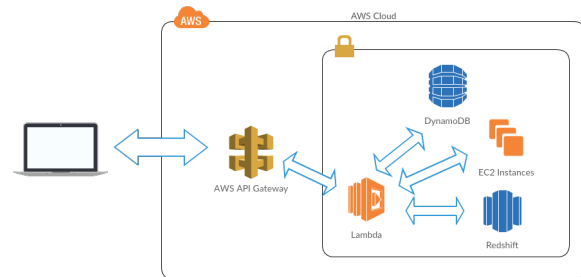 AWS Cloud
AWS
DynamoDB
EC2 Instances
AWS API Gateway
Lambda
Redshift